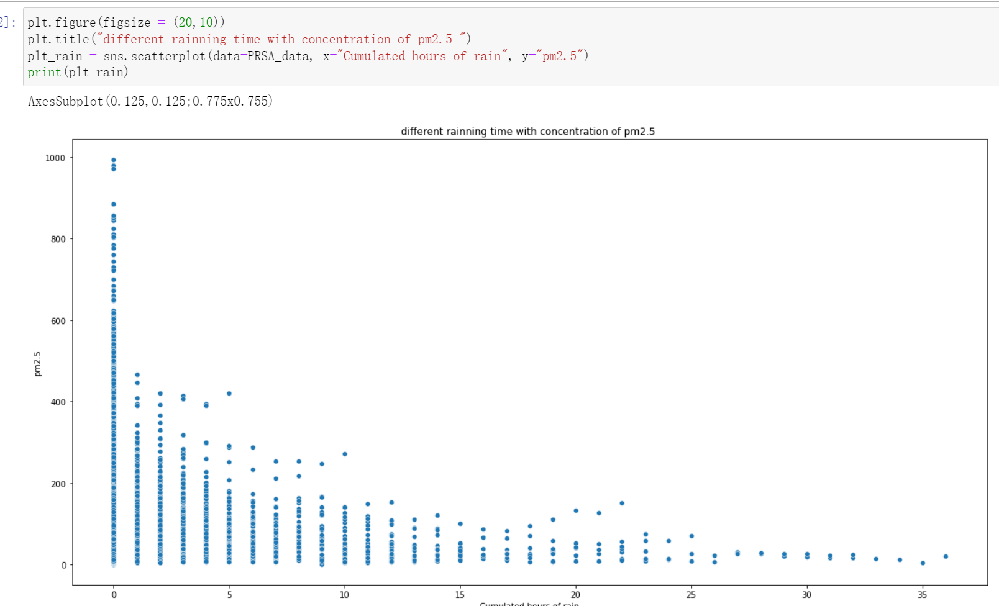 2]:
plt.figure(figsize = (20,10))
plt.title("different rainning time with concentration of pm2.5 ")
plt_rain = sns.scatterplot(data=PRSA_data, x="Cumulated hours of rain", y="pm2.5")
print(plt_rain)
AxesSubplot(0.125,0.125;0.775x0.755)
different rainning time with concentration of pm2.5
1000
800
600
400
200
0
pm2.5
0 5 10 15 20 25 30 35
Cumulated hours of rain